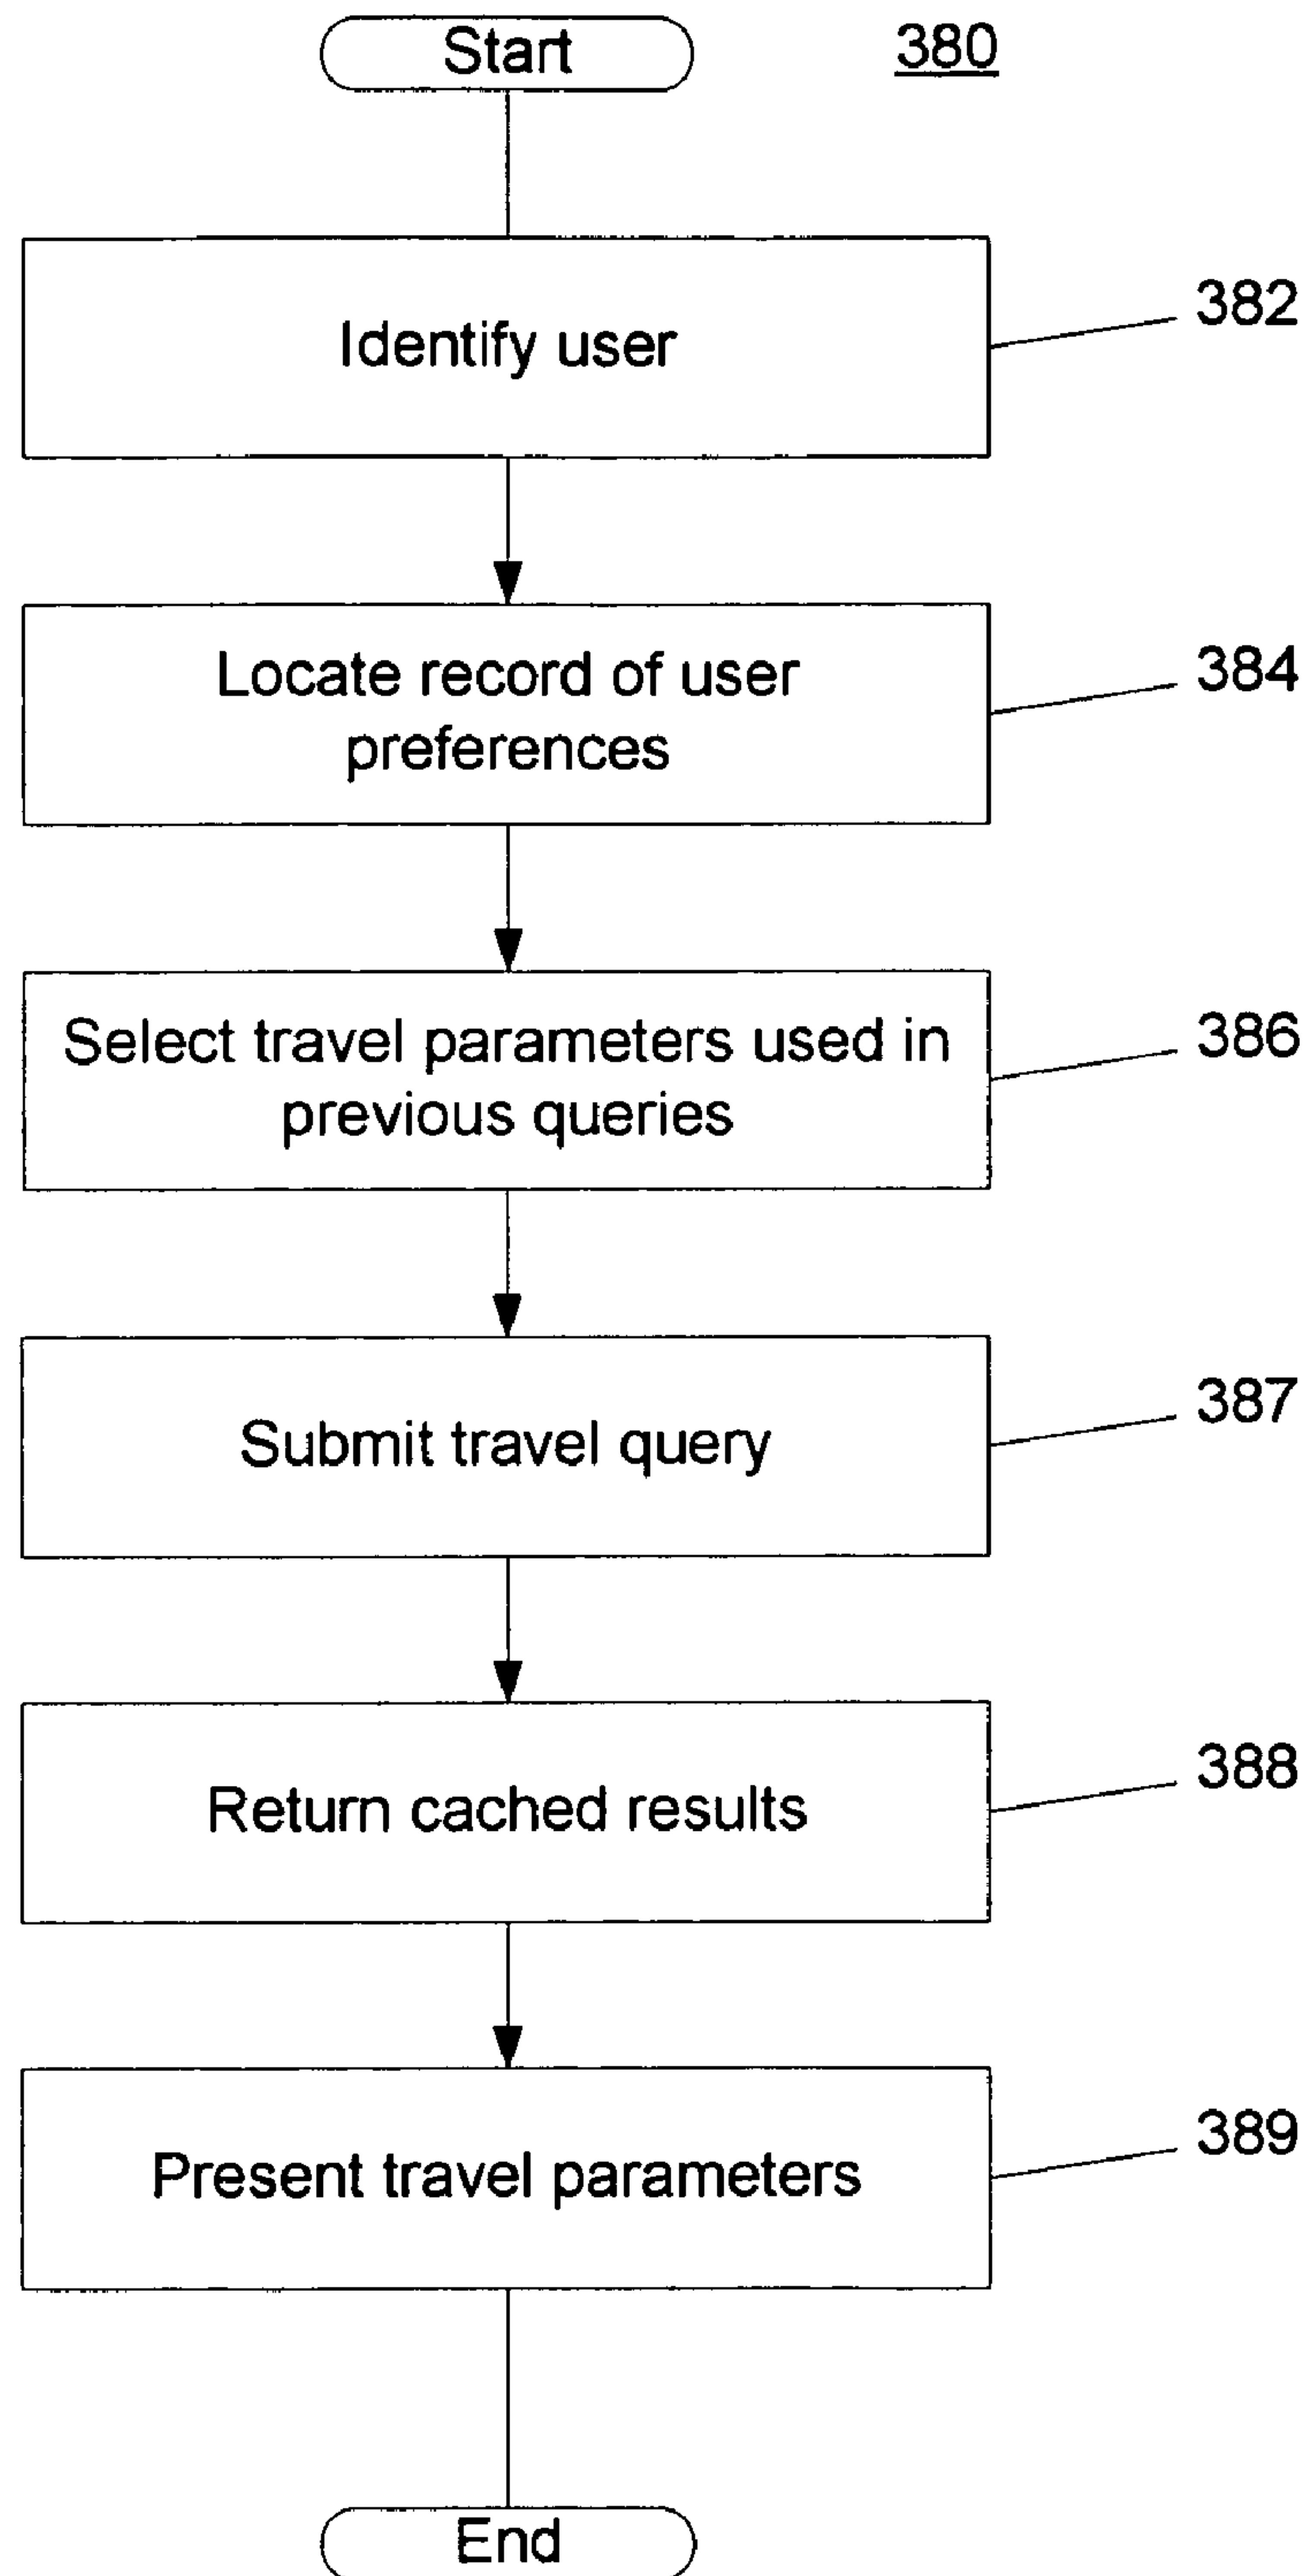 Start
380
Identify user
382
Locate record of user
preferences
384
Select travel parameters used in
previous queries
386
Submit travel query
387
Return cached results
388
Present travel parameters
389
End